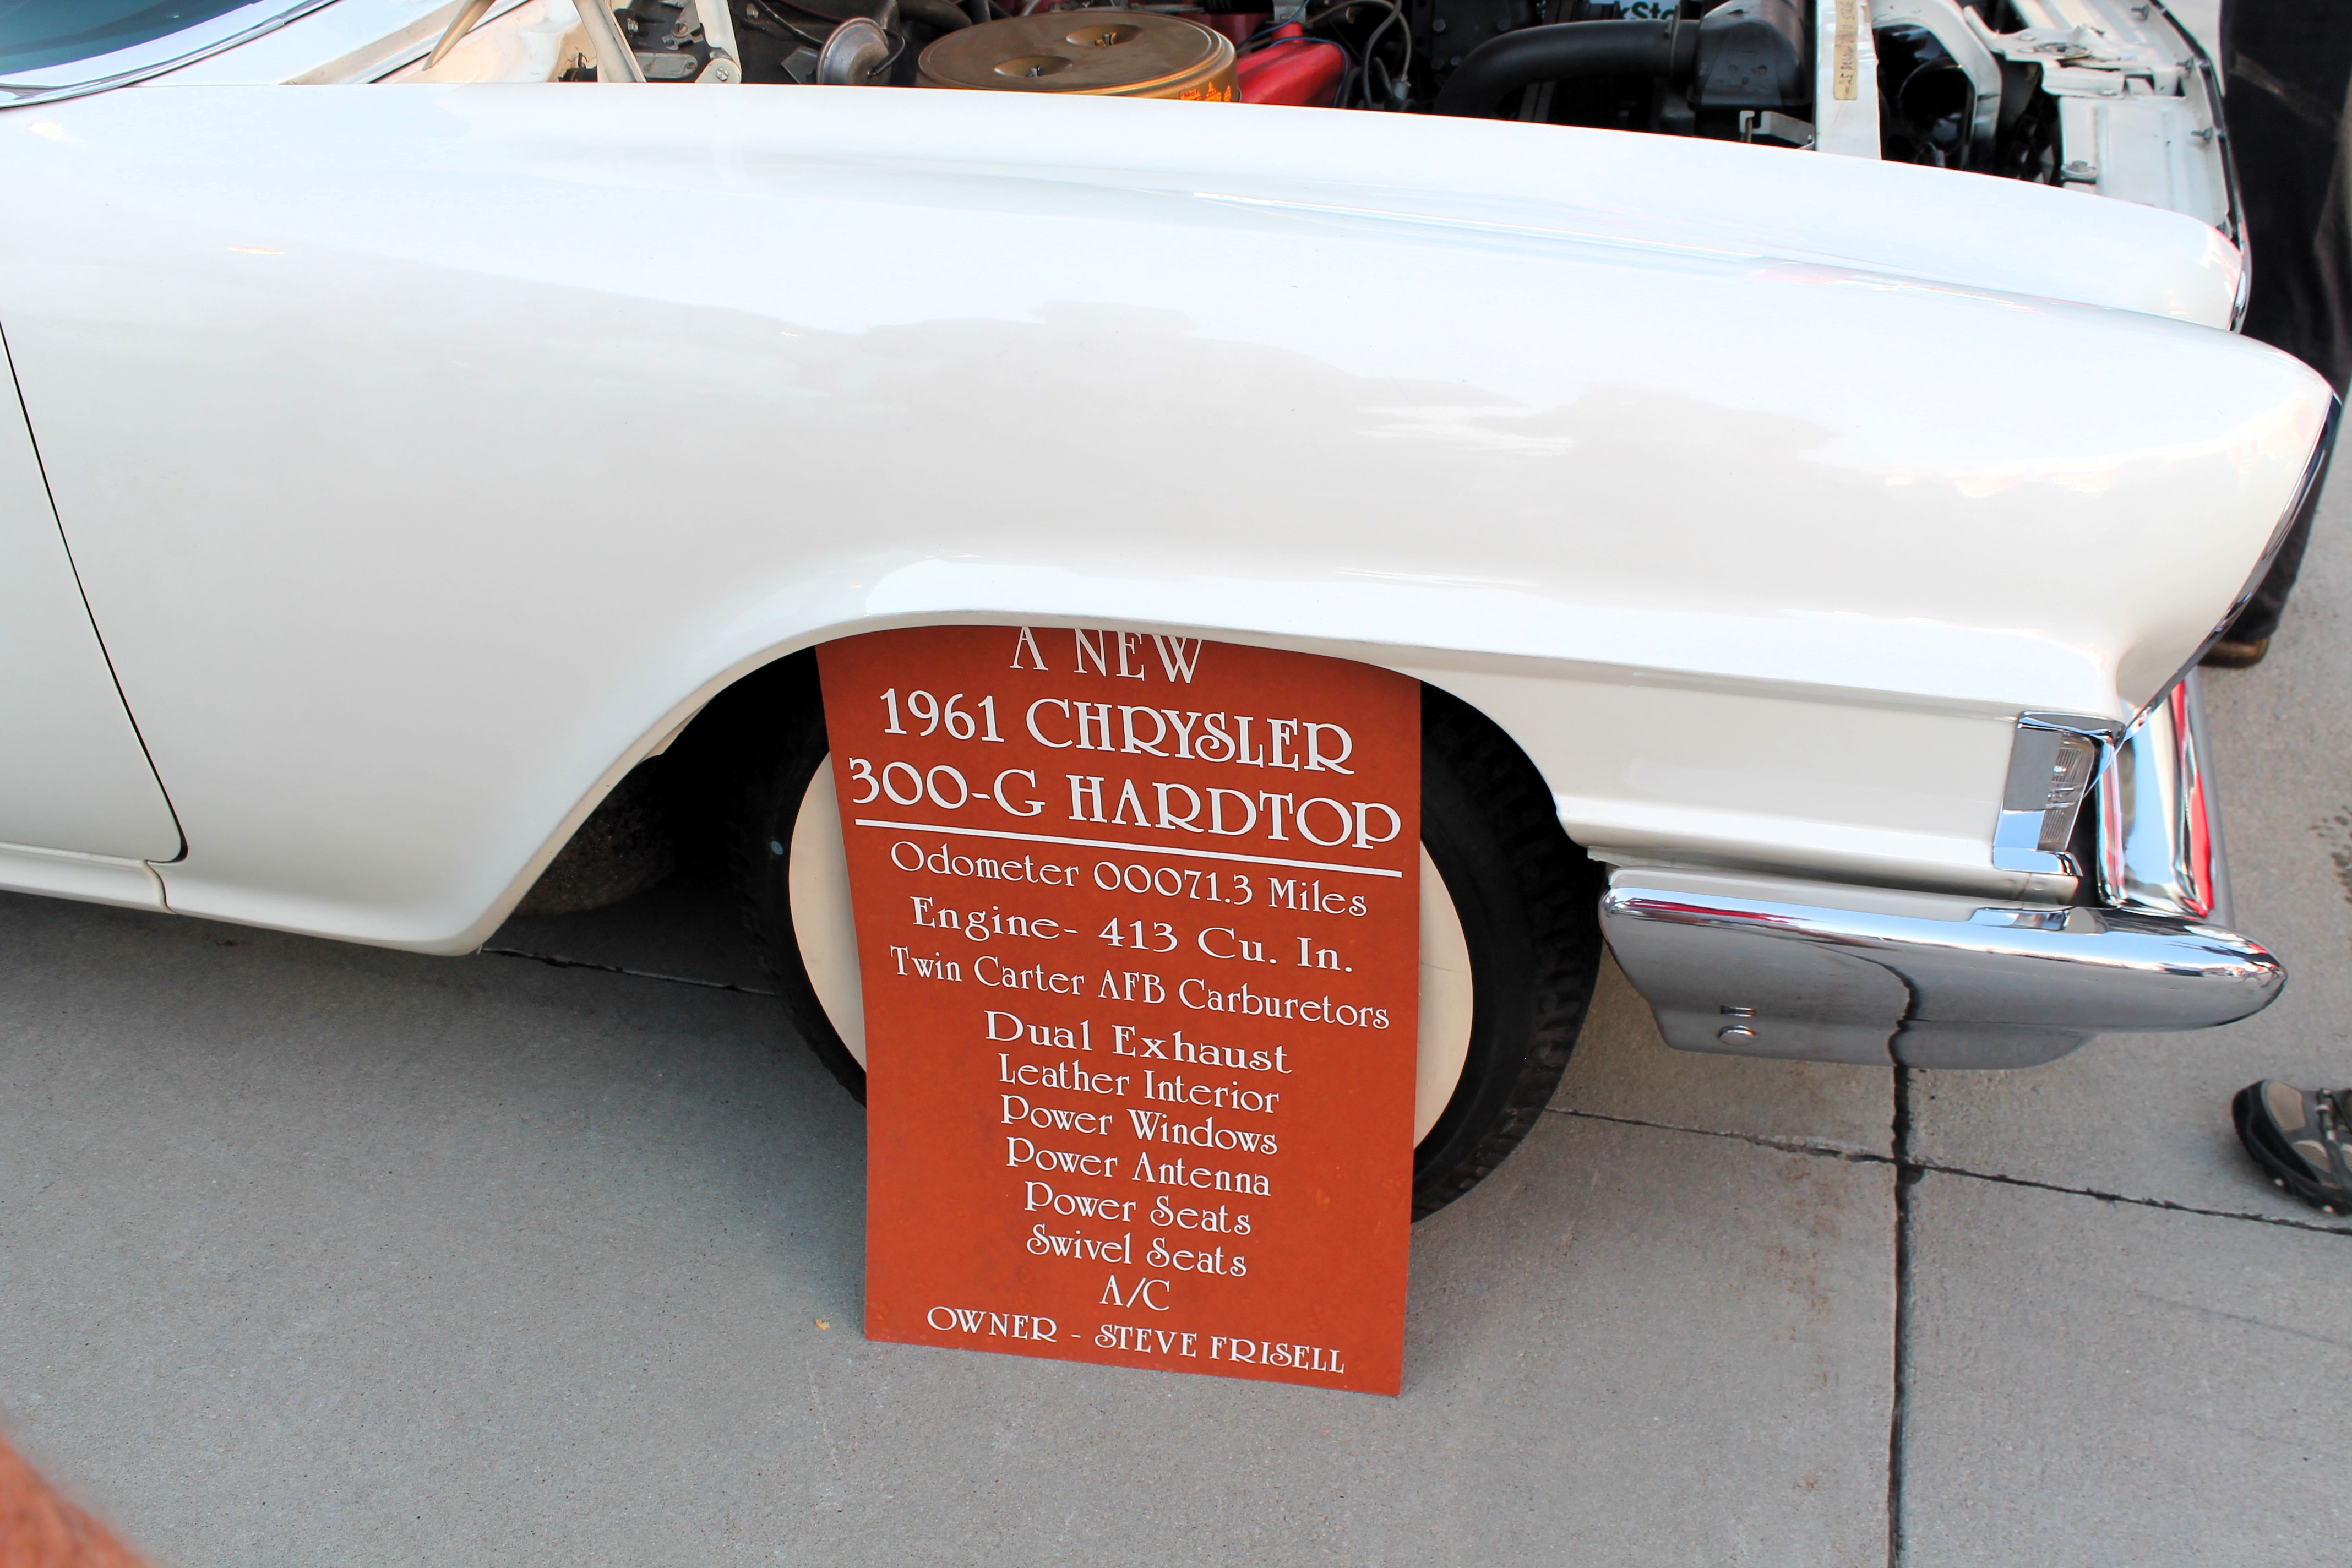 A NEW
1961 CHRYSLER
300-G HARDTOP
Odometer 00071.3 Miles
Engine- 413 Cu. In.
Twin Carter AFB Carburetors
Dual Exhaust
Leather Interior
Power Windows
Power Antenna
Power Seats
Swivel Seats
A/C
OWNER - STEVE FRISELL